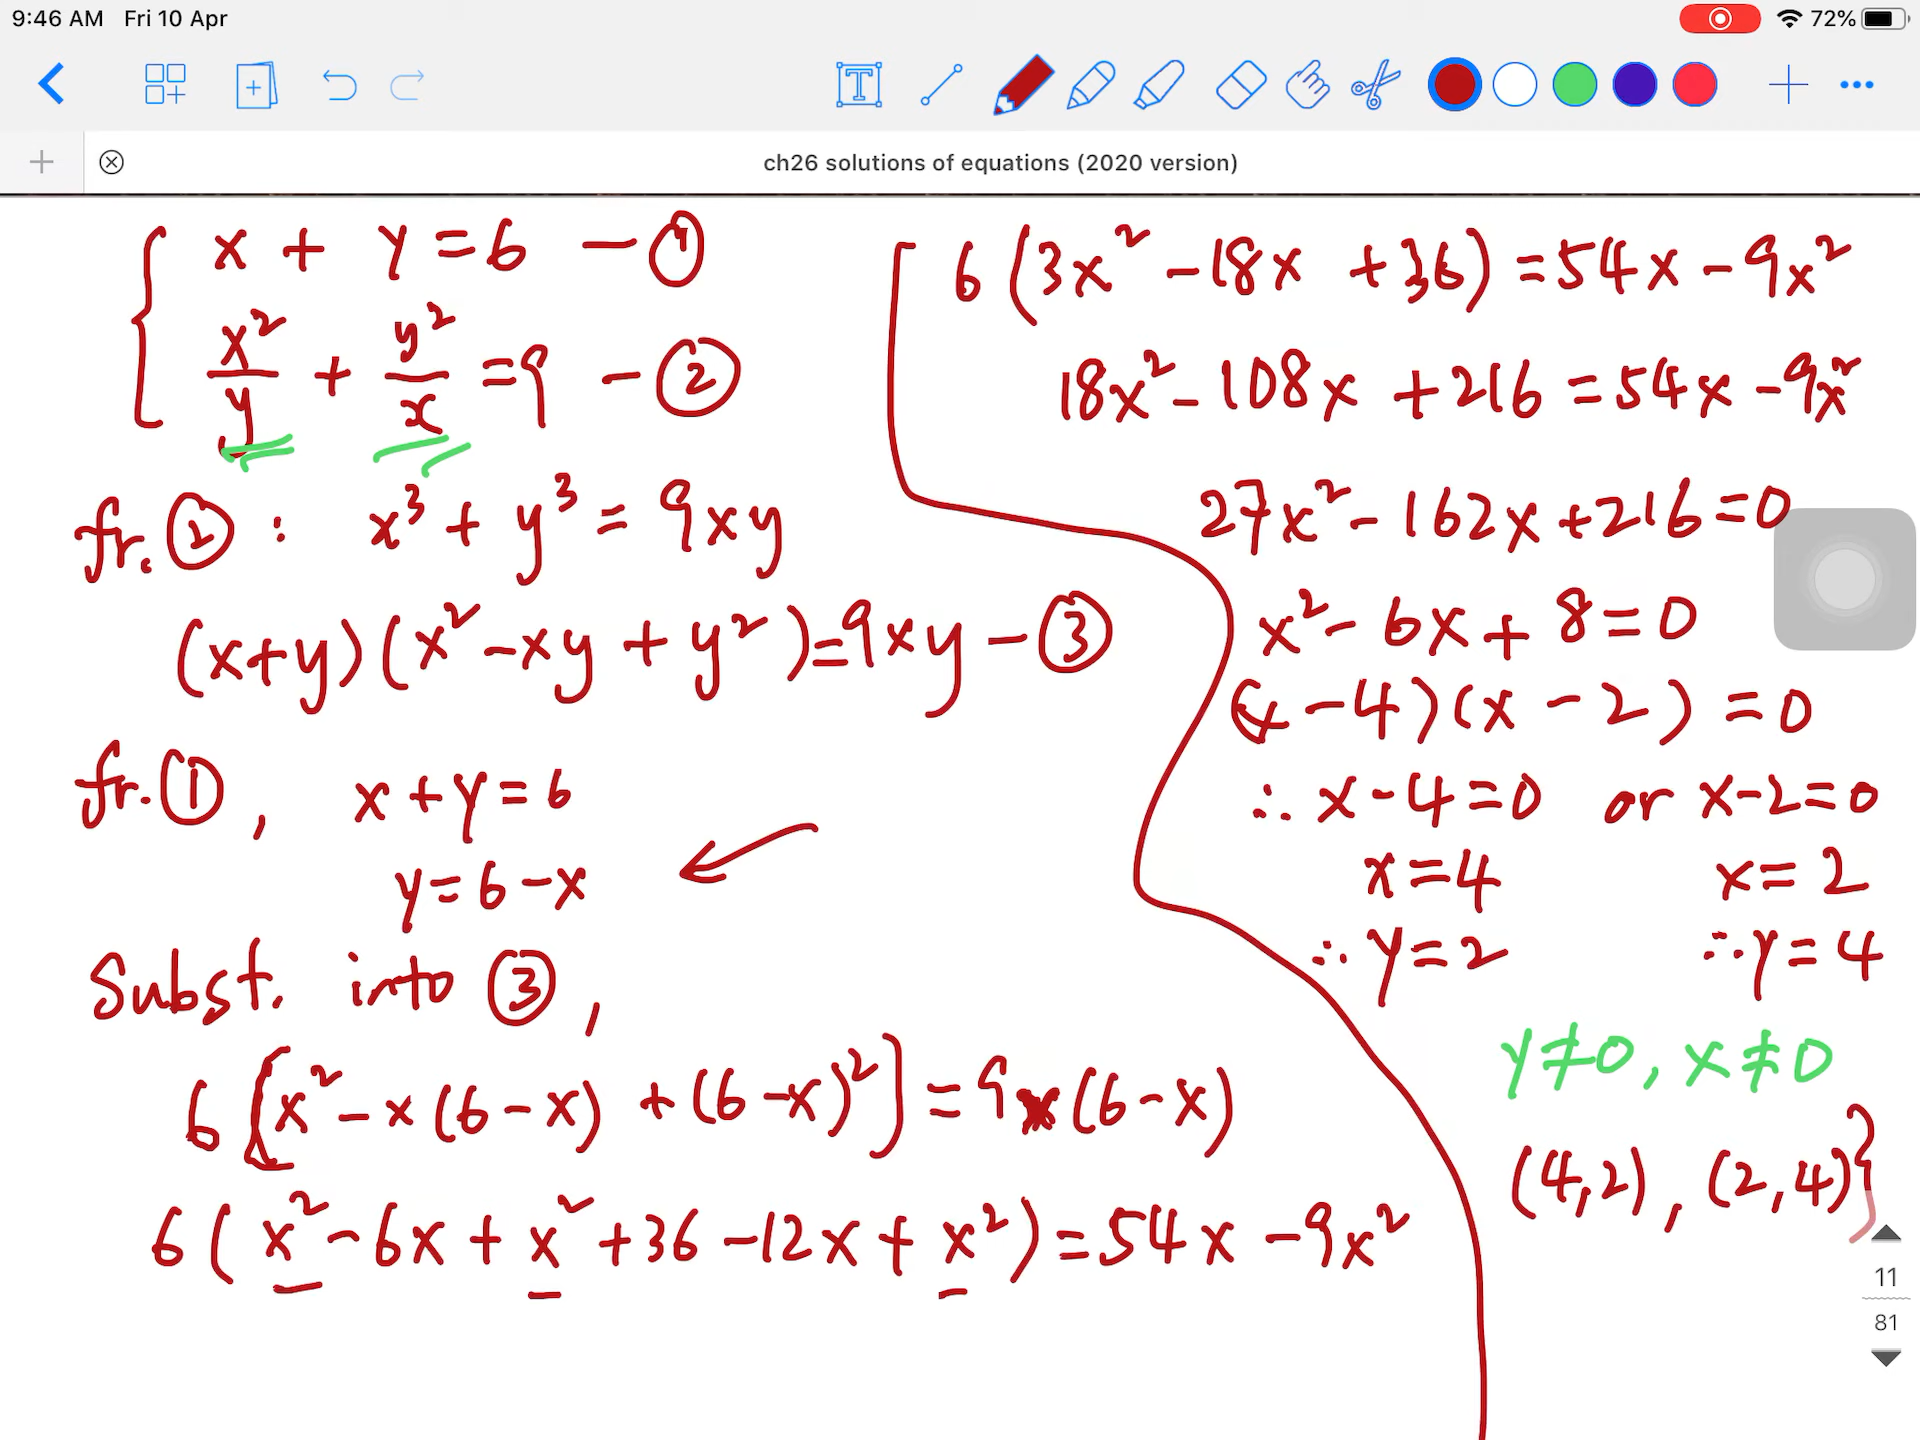 9:46 AM Fri 10 Apr
72%
ch26 solutions of equations (2020 version)
x + y = 6 - ①
x²/y + y²/x = 9 - ②
fr. ② : x³ + y³ = 9xy
(x+y)(x² - xy + y²) = 9xy - ③
fr. ① , x + y = 6
y = 6 - x
Subst. into ③ ,
6[x² - x(6 - x) + (6 - x)²] = 9x(6 - x)
6(x² - 6x + x² + 36 - 12x + x²) = 54x - 9x²
6(3x² - 18x + 36) = 54x - 9x²
18x² - 108x + 216 = 54x - 9x²
27x² - 162x + 216 = 0
x² - 6x + 8 = 0
(x - 4)(x - 2) = 0
∴ x - 4 = 0 or x - 2 = 0
x = 4 x = 2
∴ y = 2 ∴ y = 4
y ≠ 0, x ≠ 0
(4,2), (2,4)}
11
81